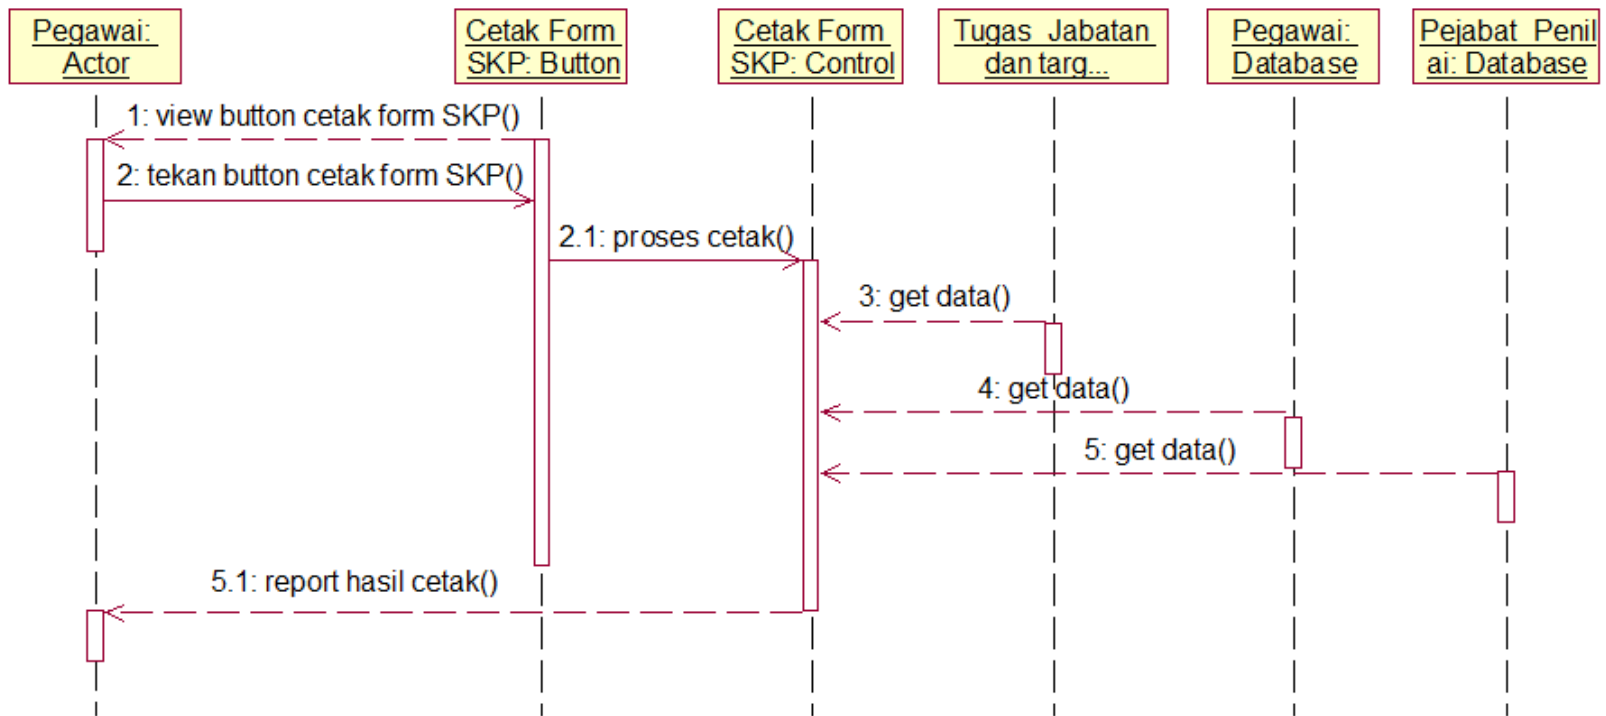 Pegawai:
Actor
Cetak Form
SKP: Button
Cetak Form
SKP: Control
Tugas Jabatan
dan targ...
Pegawai:
Database
Pejabat Penil
ai: Database
1: view button cetak form SKP()
2: tekan button cetak form SKP()
2.1: proses cetak()
3: get data()
4: get data()
5: get data()
5.1: report hasil cetak()